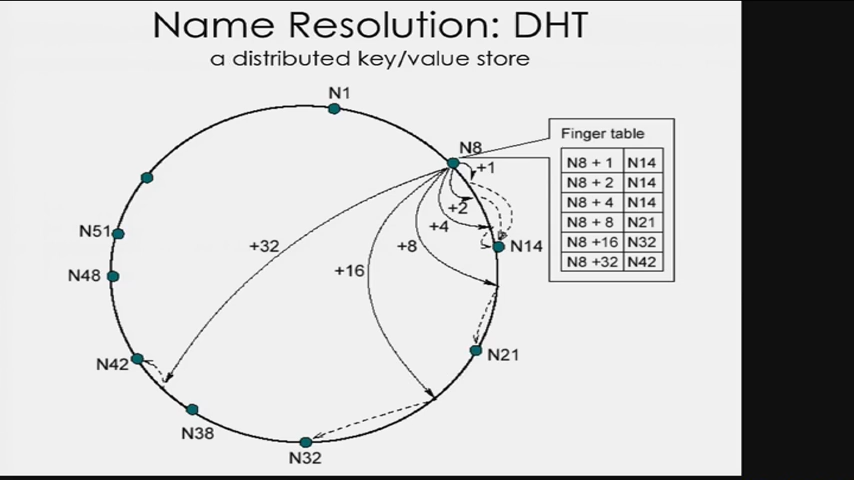 Name Resolution: DHT
a distributed key/value store
N1
N8
+1
+2
+4
+8
+16
+32
N14
N21
N32
N38
N42
N48
N51
Finger table
N8 + 1 N14
N8 + 2 N14
N8 + 4 N14
N8 + 8 N21
N8 +16 N32
N8 +32 N42